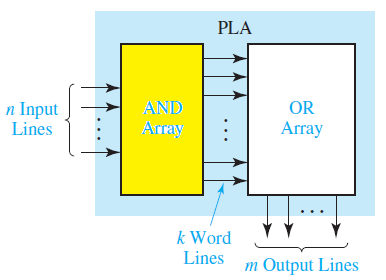 PLA
n Input
Lines
AND
Array
OR
Array
k Word
Lines
m Output Lines